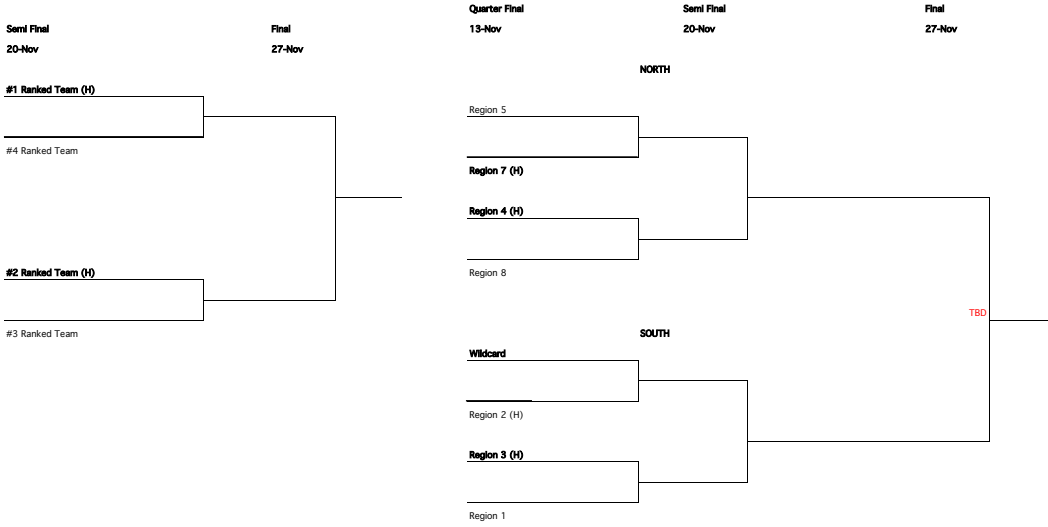 Semi Final
Final
20-Nov
27-Nov
#1 Ranked Team (H)
#4 Ranked Team
#2 Ranked Team (H)
#3 Ranked Team
Quarter Final
Semi Final
Final
13-Nov
20-Nov
27-Nov
NORTH
Region 5
Region 7 (H)
Region 4 (H)
Region 8
TBD
SOUTH
Wildcard
Region 2 (H)
Region 3 (H)
Region 1